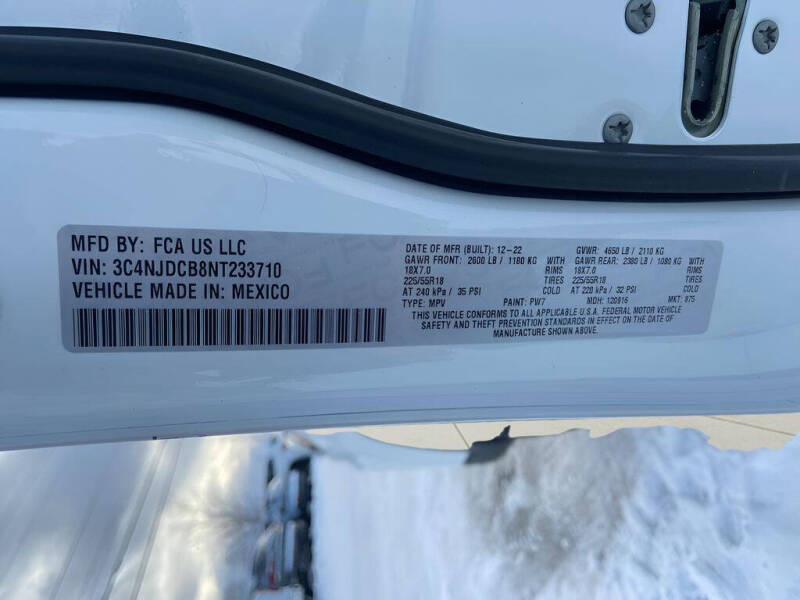 MFD BY: FCA US LLC
VIN: 3C4NJDCB8NT233710
VEHICLE MADE IN: MEXICO
DATE OF MFR (BUILT): 12-22 GVWR: 4650 LB / 2110 KG
GAWR FRONT: 2600 LB / 1180 KG WITH GAWR REAR: 2380 LB / 1080 KG WITH
18X7.0 RIMS 18X7.0 RIMS
225/55R18 TIRES 225/55R18 TIRES
AT 240 kPa / 35 PSI COLD AT 220 kPa / 32 PSI COLD
TYPE: MPV PAINT: PW7 MDH: 120816 MKT: 875
THIS VEHICLE CONFORMS TO ALL APPLICABLE U.S.A. FEDERAL MOTOR VEHICLE
SAFETY AND THEFT PREVENTION STANDARDS IN EFFECT ON THE DATE OF
MANUFACTURE SHOWN ABOVE.